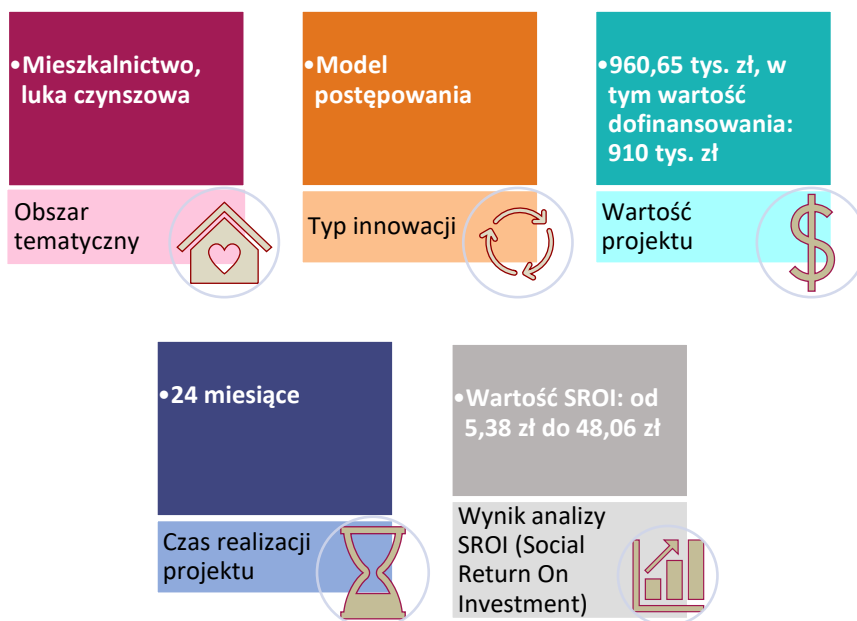 •Mieszkalnictwo,
luka czynszowa
Obszar
tematyczny
•Model
postępowania
Typ innowacji
•960,65 tys. zł, w
tym wartość
dofinansowania:
910 tys. zł
Wartość
projektu
•24 miesiące
Czas realizacji
projektu
•Wartość SROI: od
5,38 zł do 48,06 zł
Wynik analizy
SROI (Social
Return On
Investment)